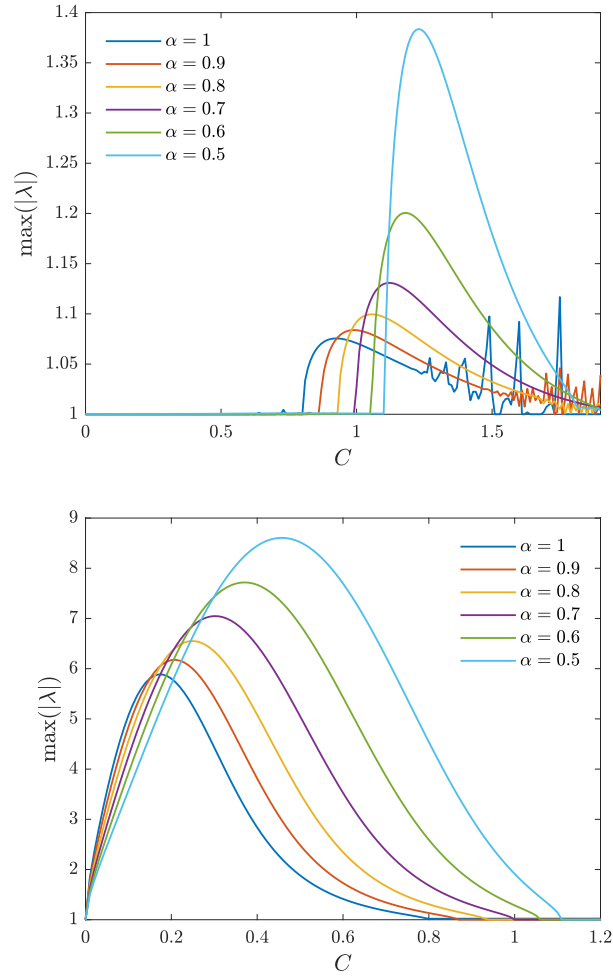 1.4
1.35
1.3
1.25
1.2
1.15
1.1
1.05
1
max(|λ|)
α = 1
α = 0.9
α = 0.8
α = 0.7
α = 0.6
α = 0.5
0 0.5 1 1.5
C
9
8
7
6
5
4
3
2
1
max(|λ|)
α = 1
α = 0.9
α = 0.8
α = 0.7
α = 0.6
α = 0.5
0 0.2 0.4 0.6 0.8 1 1.2
C